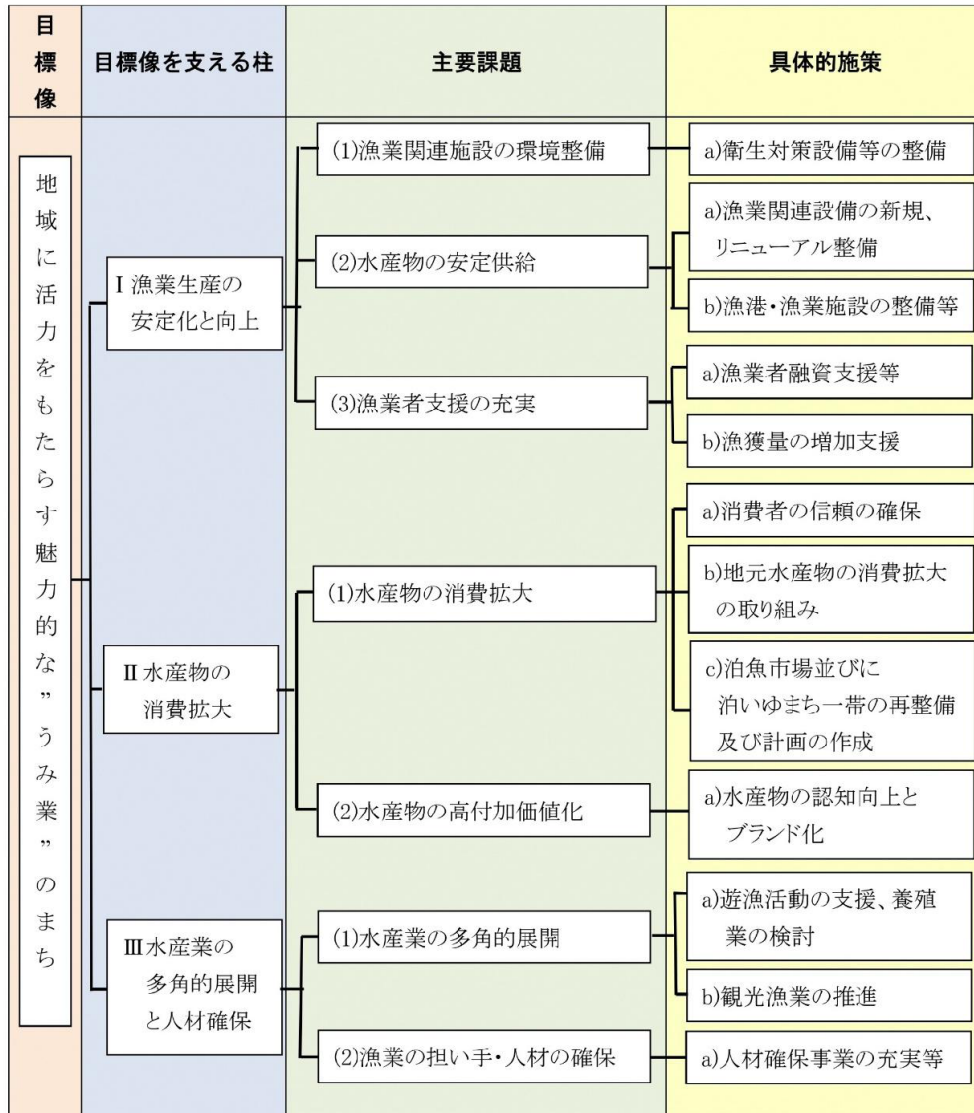 目標像
目標像を支える柱
主要課題
具体的施策
地域に活力をもたらす魅力的な”うみ業”のまち
Ⅰ漁業生産の
安定化と向上
(1)漁業関連施設の環境整備
a)衛生対策設備等の整備
(2)水産物の安定供給
a)漁業関連設備の新規、
リニューアル整備
b)漁港・漁業施設の整備等
(3)漁業者支援の充実
a)漁業者融資支援等
b)漁獲量の増加支援
Ⅱ水産物の
消費拡大
(1)水産物の消費拡大
a)消費者の信頼の確保
b)地元水産物の消費拡大
の取り組み
c)泊魚市場並びに
泊いゆまち一帯の再整備
及び計画の作成
(2)水産物の高付加価値化
a)水産物の認知向上と
ブランド化
Ⅲ水産業の
多角的展開
と人材確保
(1)水産業の多角的展開
a)遊漁活動の支援、養殖
業の検討
b)観光漁業の推進
(2)漁業の担い手・人材の確保
a)人材確保事業の充実等